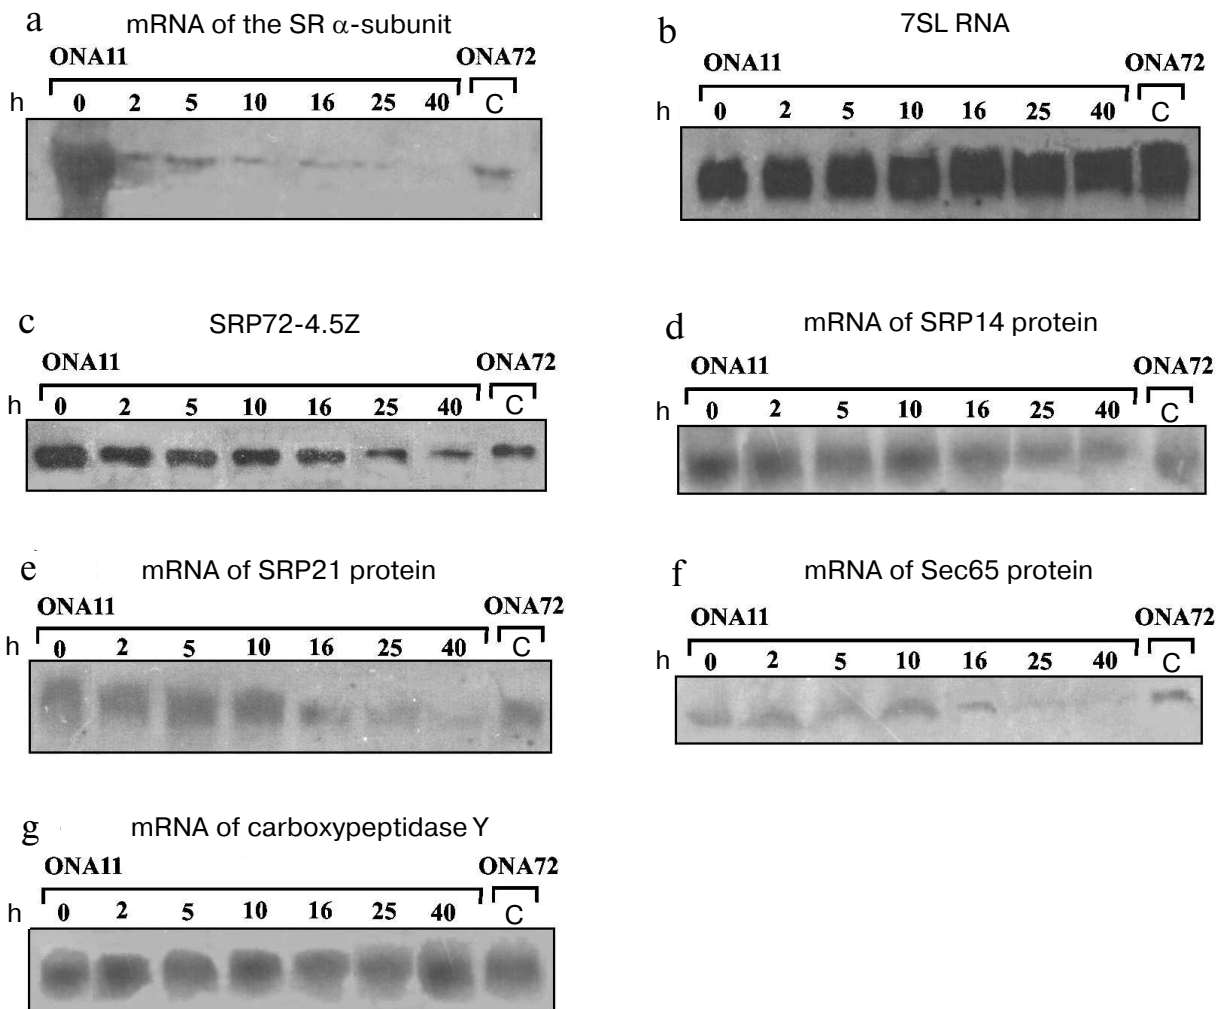 a
mRNA of the SR α-subunit
ONA11 ONA72
h 0 2 5 10 16 25 40 C
b
7SL RNA
ONA11 ONA72
h 0 2 5 10 16 25 40 C
c
SRP72-4.5Z
ONA11 ONA72
h 0 2 5 10 16 25 40 C
d
mRNA of SRP14 protein
ONA11 ONA72
h 0 2 5 10 16 25 40 C
e
mRNA of SRP21 protein
ONA11 ONA72
h 0 2 5 10 16 25 40 C
f
mRNA of Sec65 protein
ONA11 ONA72
h 0 2 5 10 16 25 40 C
g
mRNA of carboxypeptidase Y
ONA11 ONA72
h 0 2 5 10 16 25 40 C